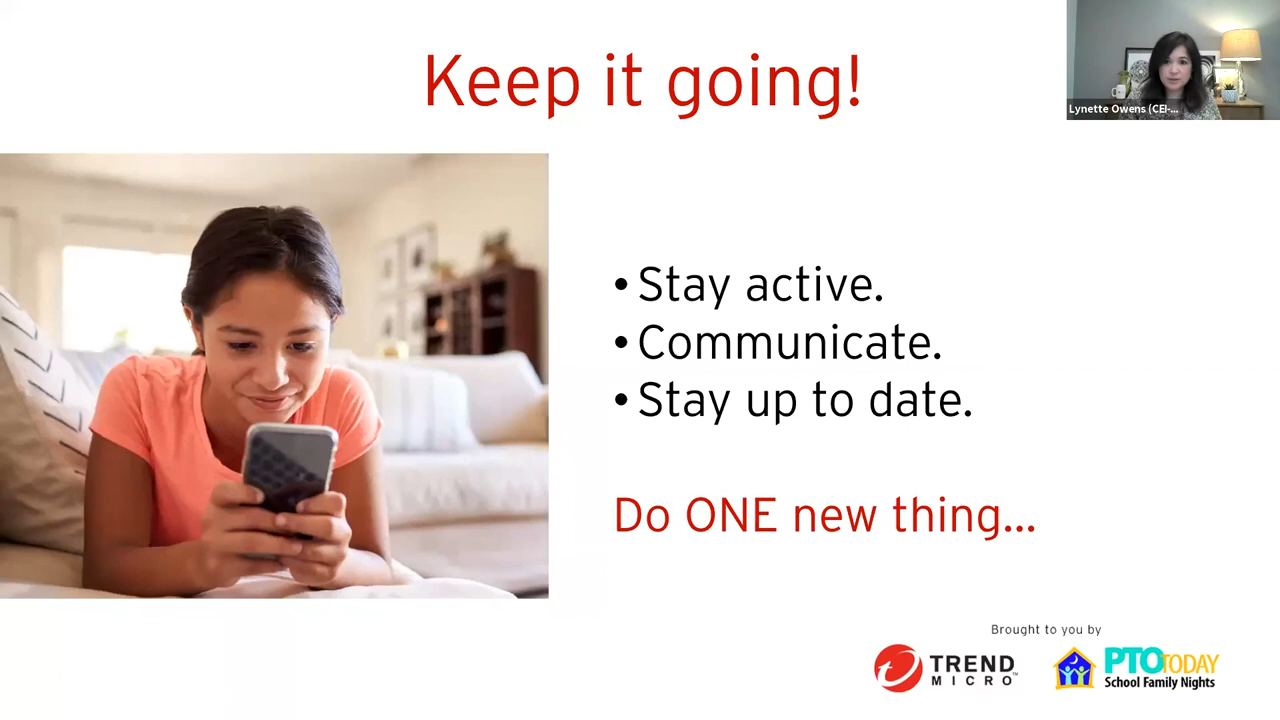 Keep it going!
Lynette Owens (CEI-...
• Stay active.
• Communicate.
• Stay up to date.
Do ONE new thing...
Brought to you by
TREND
MICRO™
PTO TODAY
School Family Nights